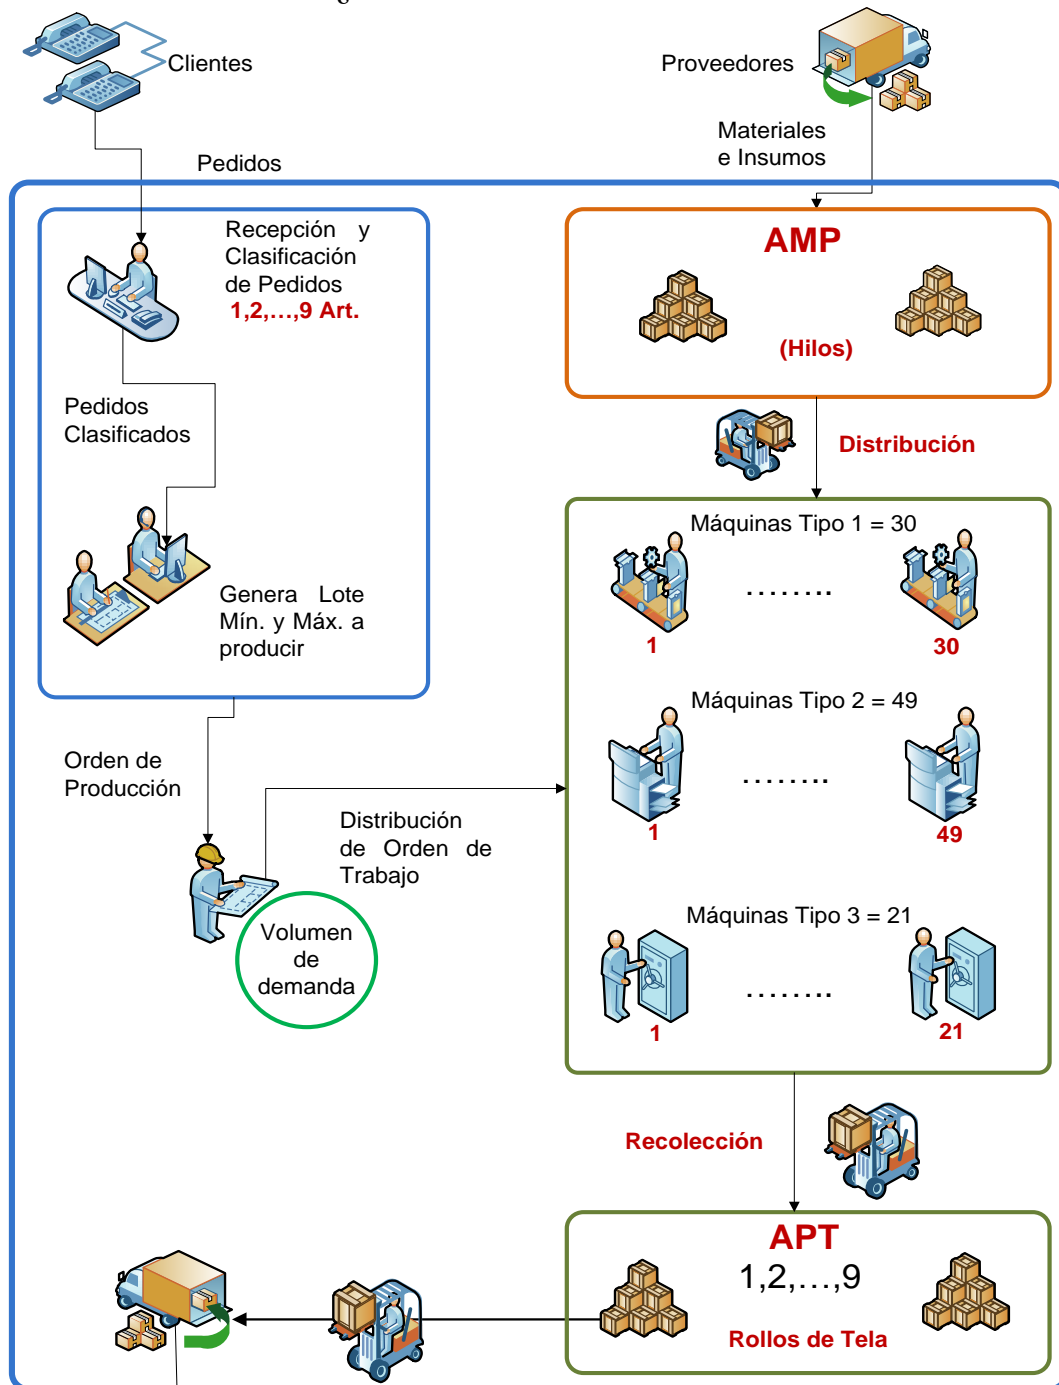 Clientes
Proveedores
Materiales
e Insumos
Pedidos
Recepción y
Clasificación
de Pedidos
1,2,...,9 Art.
AMP
(Hilos)
Pedidos
Clasificados
Distribución
Máquinas Tipo 1 = 30
........
1
30
Genera Lote
Mín. y Máx. a
producir
Máquinas Tipo 2 = 49
........
1
49
Orden de
Producción
Distribución
de Orden de
Trabajo
Volumen
de
demanda
Máquinas Tipo 3 = 21
........
1
21
Recolección
APT
1,2,...,9
Rollos de Tela